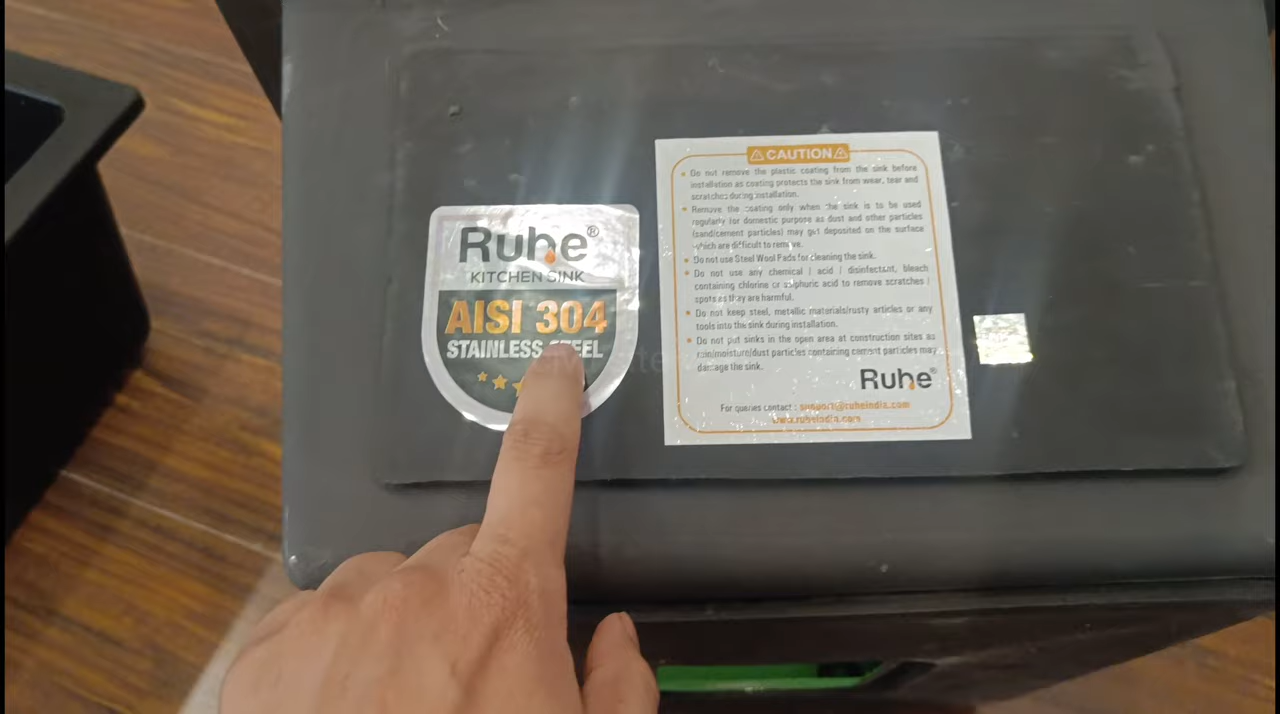 Ruhe®
KITCHEN SINK
AISI 304
STAINLESS STEEL
CAUTION
Do not remove the plastic coating from the sink before
installation as coating protects the sink from wear, tear and
scratches during installation.
Remove the coating only when the sink is to be used
regularly for domestic purpose as dust and other particles
(sand/cement particles) may get deposited on the surface
which are difficult to remove.
Do not use Steel Wool Pads for cleaning the sink.
Do not use any chemical | acid | disinfectant, bleach
containing chlorine or sulphuric acid to remove scratches |
spots as they are harmful.
Do not keep steel, metallic materials/rusty articles or any
tools into the sink during installation.
Do not put sinks in the open area at construction sites as
rain/moisture/dust particles containing cement particles may
damage the sink.
Ruhe®
For queries contact : support@ruheindia.com
www.ruheindia.com